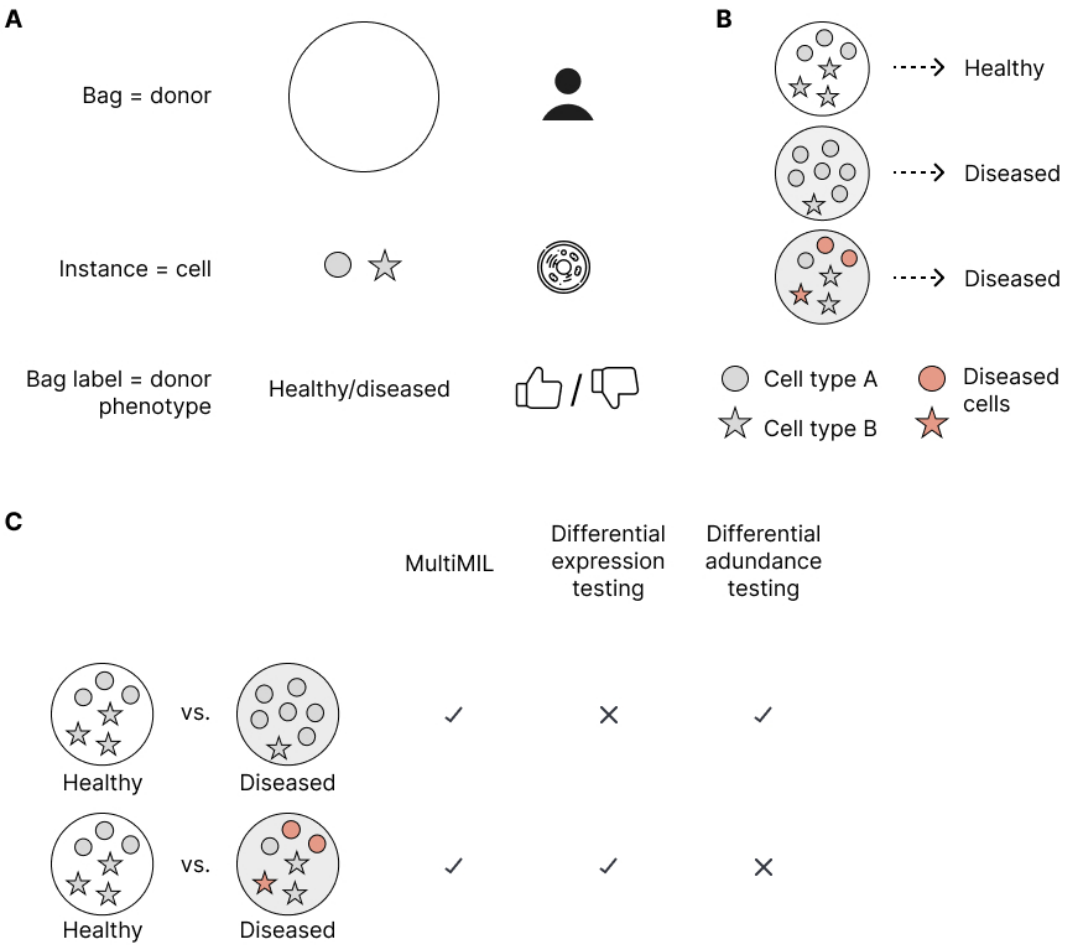 A
Bag = donor
Instance = cell
Bag label = donor
phenotype
Healthy/diseased
/
B
Healthy
Diseased
Diseased
Cell type A
Cell type B
Diseased
cells
C
MultiMIL
Differential
expression
testing
Differential
adundance
testing
vs.
Healthy
Diseased
vs.
Healthy
Diseased